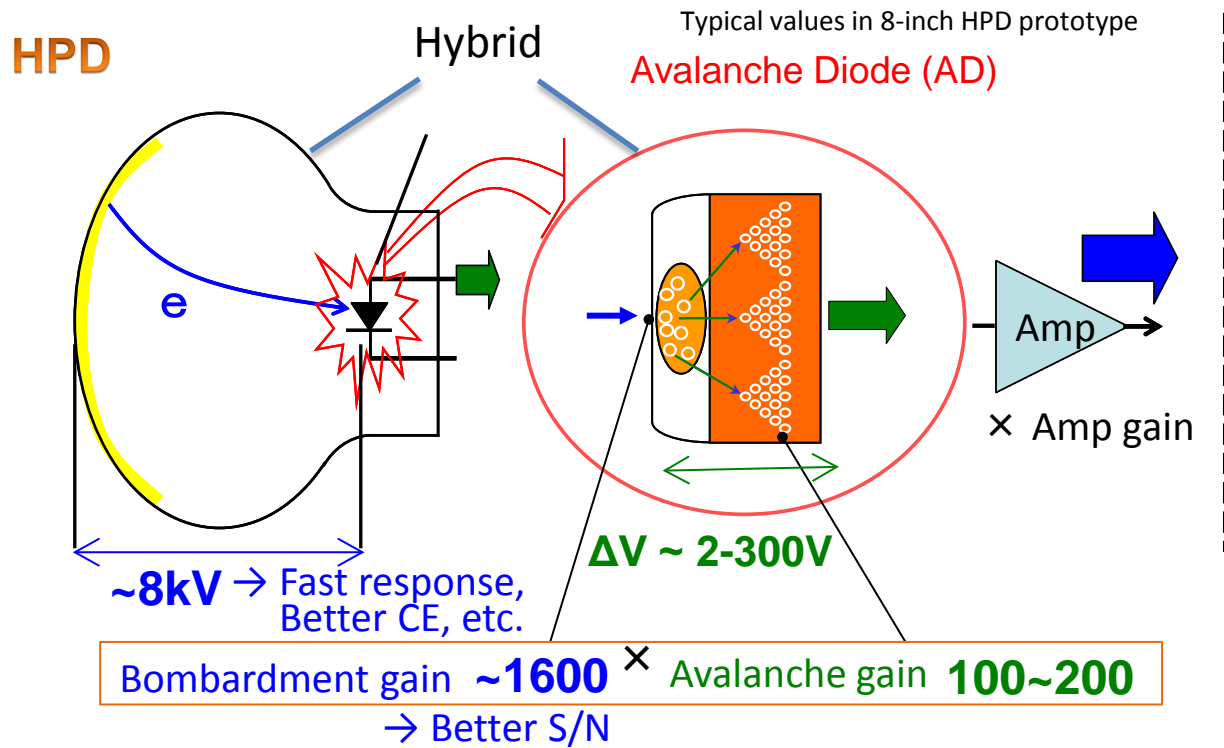 HPD
Hybrid
Typical values in 8-inch HPD prototype
Avalanche Diode (AD)
e
Amp
× Amp gain
ΔV ~ 2-300V
~8kV → Fast response,
Better CE, etc.
Bombardment gain ~1600 × Avalanche gain 100~200
→ Better S/N